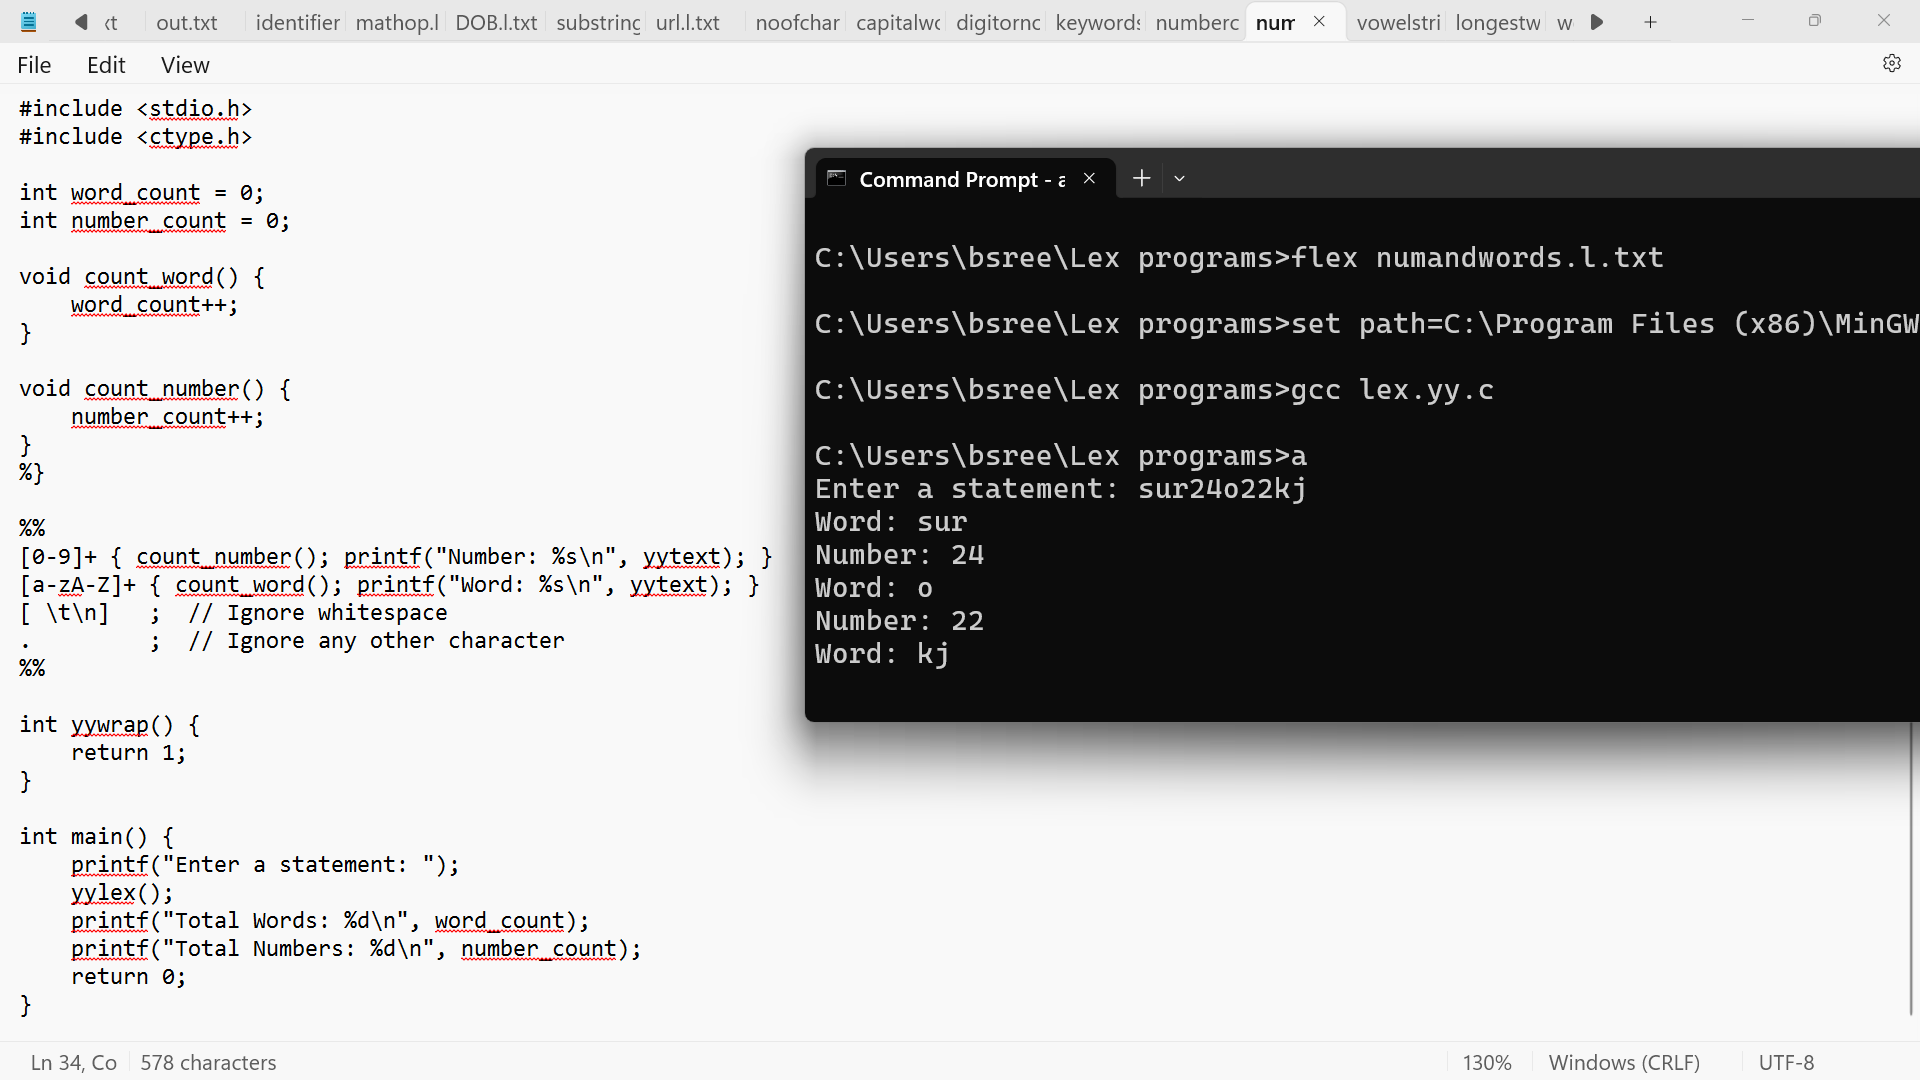 xt out.txt identifier mathop.l DOB.l.txt substring url.l.txt noofchar capitalwo digitornc keywords numberc num vowelstri longestw w
File Edit View
#include <stdio.h>
#include <ctype.h>
int word_count = 0;
int number_count = 0;
void count_word() {
word_count++;
}
void count_number() {
number_count++;
}
%}
%%
[0-9]+ { count_number(); printf("Number: %s\n", yytext); }
[a-zA-Z]+ { count_word(); printf("Word: %s\n", yytext); }
[ \t\n] ; // Ignore whitespace
. ; // Ignore any other character
%%
int yywrap() {
return 1;
}
int main() {
printf("Enter a statement: ");
yylex();
printf("Total Words: %d\n", word_count);
printf("Total Numbers: %d\n", number_count);
return 0;
}
Command Prompt - a
C:\Users\bsree\Lex programs>flex numandwords.l.txt
C:\Users\bsree\Lex programs>set path=C:\Program Files (x86)\MinGW
C:\Users\bsree\Lex programs>gcc lex.yy.c
C:\Users\bsree\Lex programs>a
Enter a statement: sur24o22kj
Word: sur
Number: 24
Word: o
Number: 22
Word: kj
Ln 34, Co 578 characters 130% Windows (CRLF) UTF-8